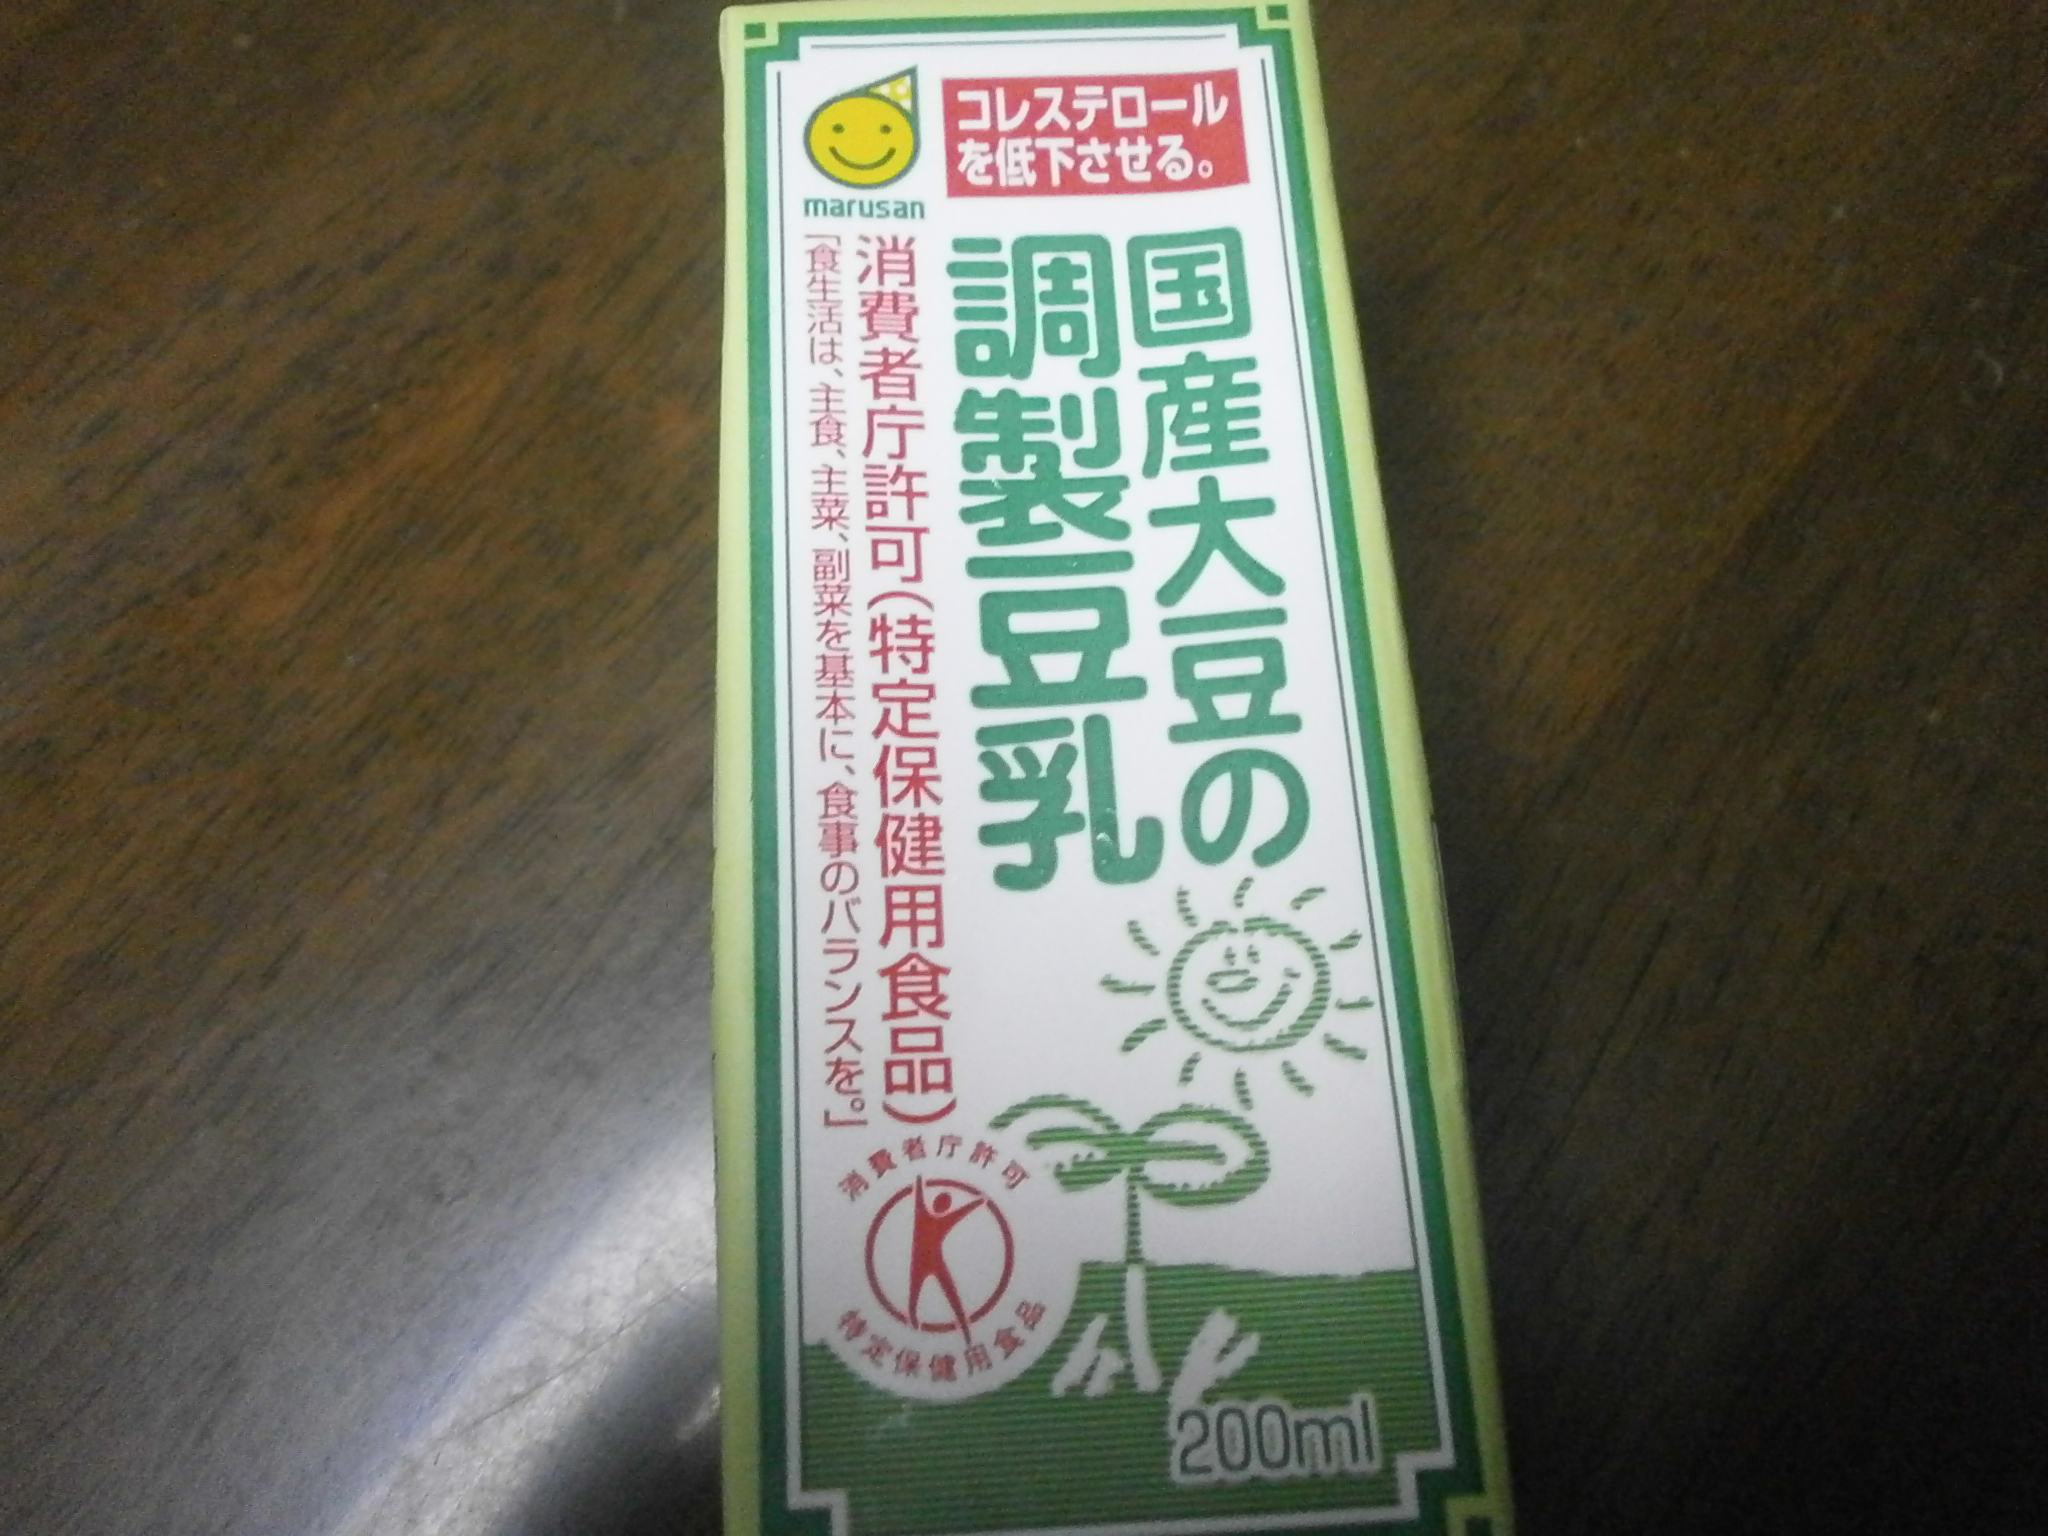 marusan
コレステロール
を低下させる。
国産大豆の
調製豆乳
消費者庁許可(特定保健用食品)
「食生活は、主食、主菜、副菜を基本に、食事のバランスを。」
消費者庁許可
特定保健用食品
200ml